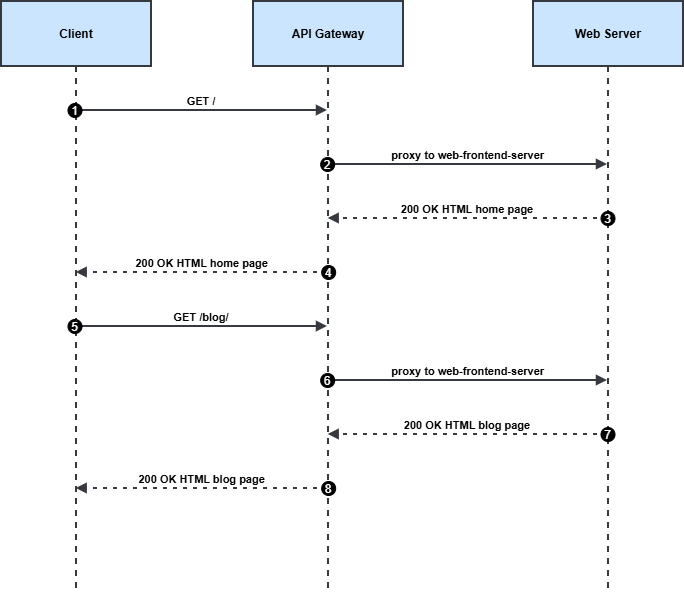 Client
API Gateway
Web Server
GET /
1
proxy to web-frontend-server
2
200 OK HTML home page
3
200 OK HTML home page
4
GET /blog/
5
proxy to web-frontend-server
6
200 OK HTML blog page
7
200 OK HTML blog page
8